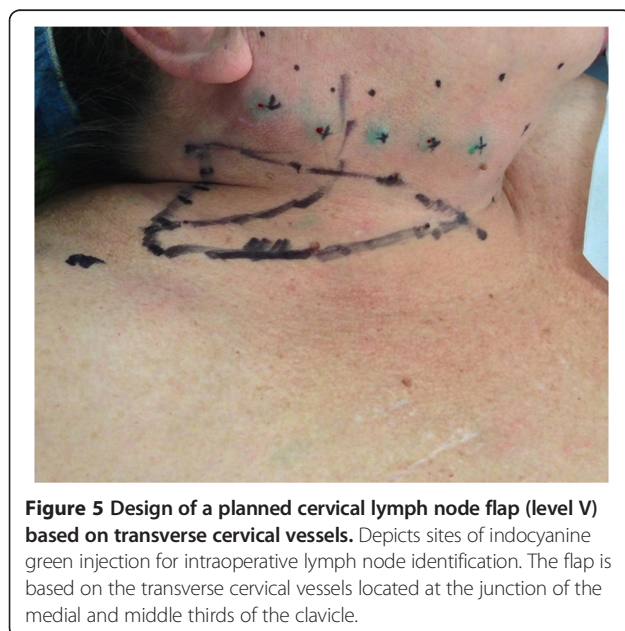 Figure 5 Design of a planned cervical lymph node flap (level V)
based on transverse cervical vessels. Depicts sites of indocyanine
green injection for intraoperative lymph node identification. The flap is
based on the transverse cervical vessels located at the junction of the
medial and middle thirds of the clavicle.